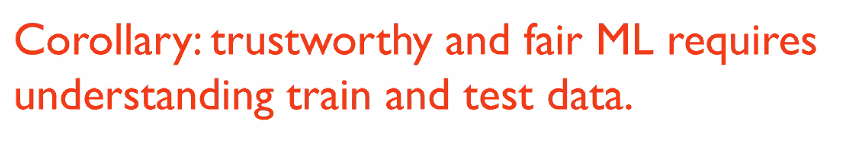 Corollary: trustworthy and fair ML requires
understanding train and test data.